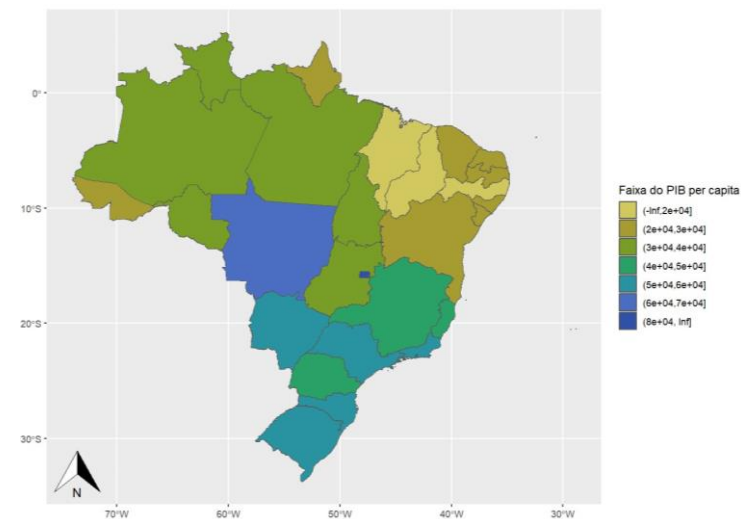 0°
10°S
20°S
30°S
70°W
60°W
50°W
40°W
30°W
N
Faixa do PIB per capita
(-Inf,2e+04]
(2e+04,3e+04]
(3e+04,4e+04]
(4e+04,5e+04]
(5e+04,6e+04]
(6e+04,7e+04]
(8e+04, Inf]